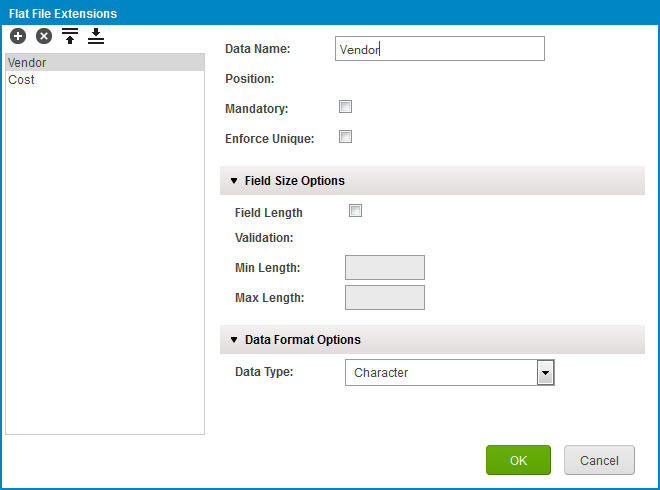 Flat File Extensions
Vendor
Cost
Data Name: Vendor
Position:
Mandatory:
Enforce Unique:
Field Size Options
Field Length
Validation:
Min Length:
Max Length:
Data Format Options
Data Type: Character
OK Cancel